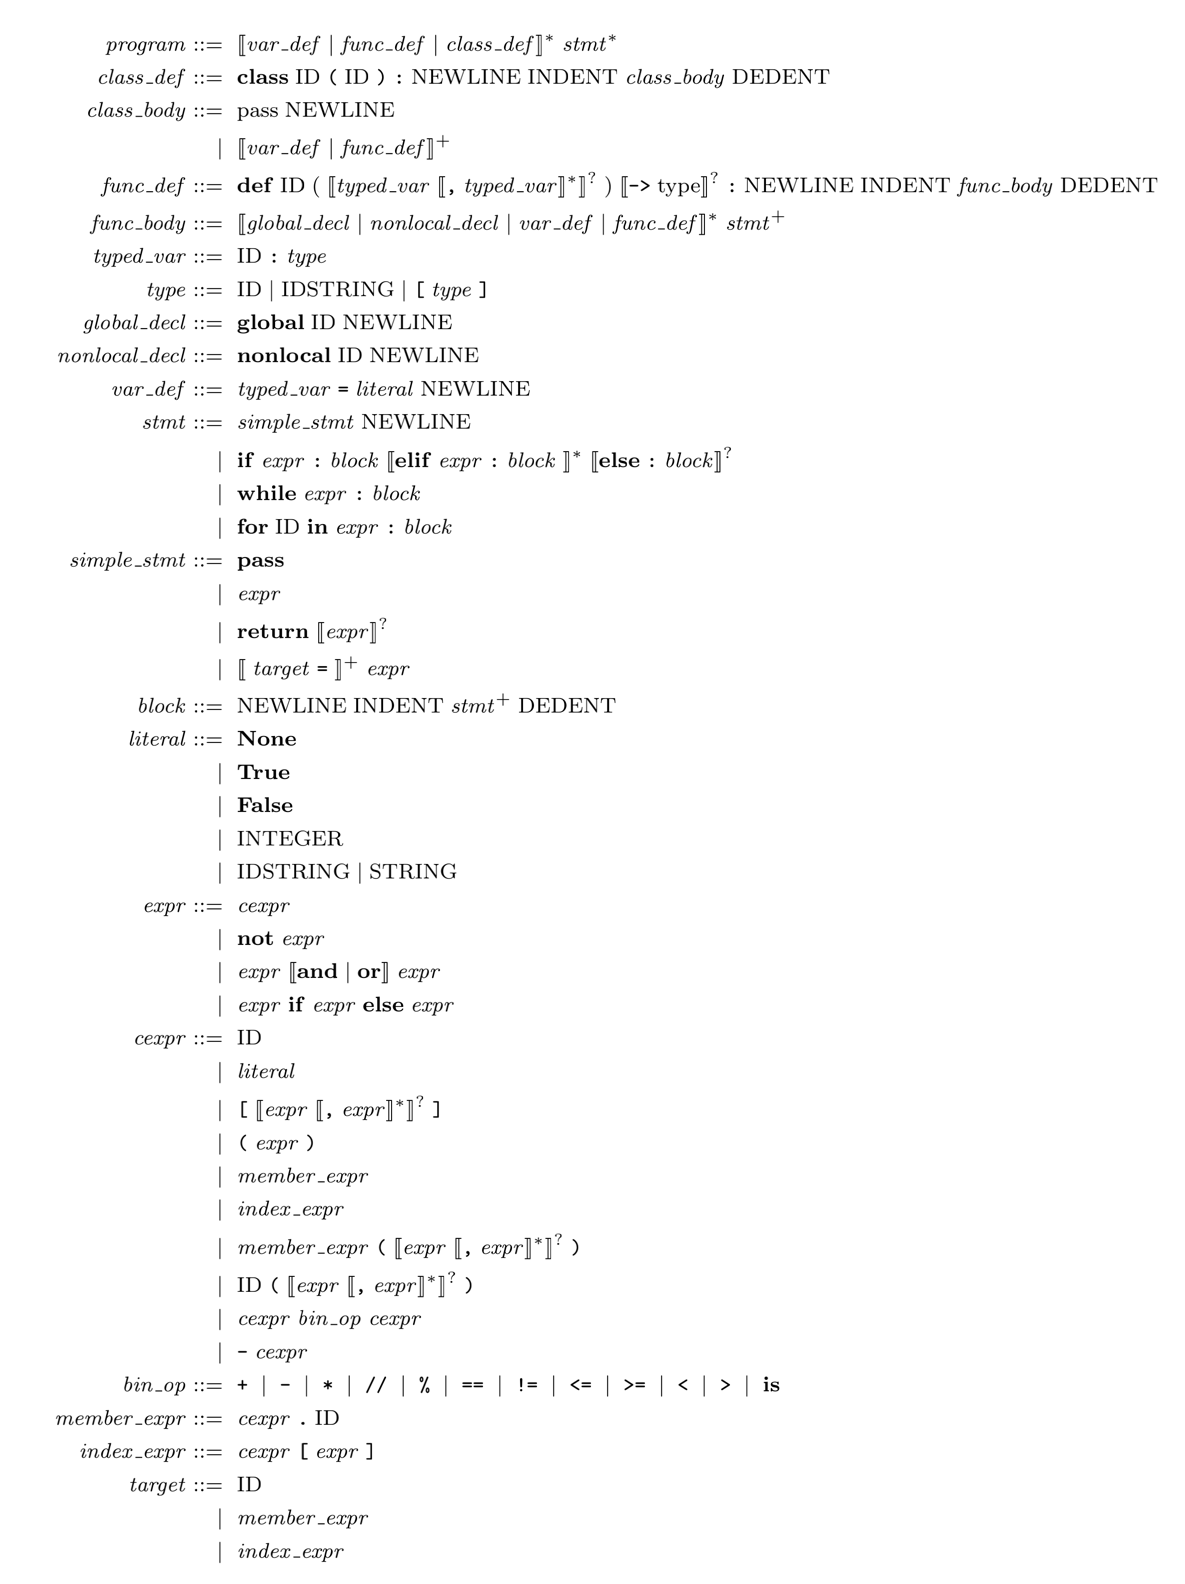 program ::= ⟦var_def | func_def | class_def⟧* stmt*
class_def ::= class ID ( ID ) : NEWLINE INDENT class_body DEDENT
class_body ::= pass NEWLINE
| ⟦var_def | func_def⟧+
func_def ::= def ID ( ⟦typed_var ⟦, typed_var⟧*⟧? ) ⟦-> type⟧? : NEWLINE INDENT func_body DEDENT
func_body ::= ⟦global_decl | nonlocal_decl | var_def | func_def⟧* stmt+
typed_var ::= ID : type
type ::= ID | IDSTRING | [ type ]
global_decl ::= global ID NEWLINE
nonlocal_decl ::= nonlocal ID NEWLINE
var_def ::= typed_var = literal NEWLINE
stmt ::= simple_stmt NEWLINE
| if expr : block ⟦elif expr : block ⟧* ⟦else : block⟧?
| while expr : block
| for ID in expr : block
simple_stmt ::= pass
| expr
| return ⟦expr⟧?
| ⟦ target = ⟧+ expr
block ::= NEWLINE INDENT stmt+ DEDENT
literal ::= None
| True
| False
| INTEGER
| IDSTRING | STRING
expr ::= cexpr
| not expr
| expr ⟦and | or⟧ expr
| expr if expr else expr
cexpr ::= ID
| literal
| [ ⟦expr ⟦, expr⟧*⟧? ]
| ( expr )
| member_expr
| index_expr
| member_expr ( ⟦expr ⟦, expr⟧*⟧? )
| ID ( ⟦expr ⟦, expr⟧*⟧? )
| cexpr bin_op cexpr
| - cexpr
bin_op ::= + | - | * | // | % | == | != | <= | >= | < | > | is
member_expr ::= cexpr . ID
index_expr ::= cexpr [ expr ]
target ::= ID
| member_expr
| index_expr